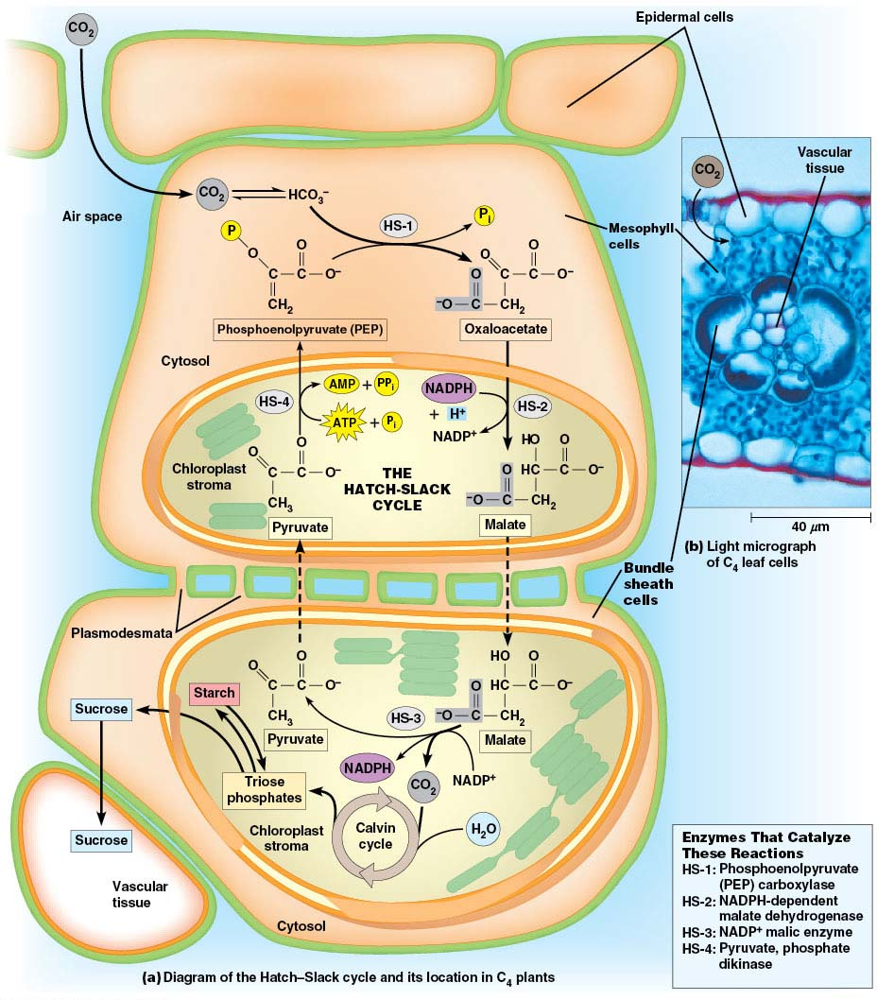 CO₂
Epidermal cells
Vascular
tissue
CO₂
CO₂
HCO₃⁻
Air space
P
HS-1
Pᵢ
Mesophyll
cells
O
O
C
C
O⁻
CH₂
O
O
O
C
C
O⁻
⁻O
C
CH₂
Phosphoenolpyruvate (PEP)
Oxaloacetate
Cytosol
HS-4
AMP + PPᵢ
ATP + Pᵢ
NADPH
+ H⁺
NADP⁺
HS-2
Chloroplast
stroma
O
O
C
C
O⁻
CH₃
Pyruvate
THE
HATCH-SLACK
CYCLE
HO
O
O
HC
C
O⁻
⁻O
C
CH₂
Malate
40 µm
(b) Light micrograph
of C₄ leaf cells
Bundle
sheath
cells
Plasmodesmata
Sucrose
Starch
O
O
C
C
O⁻
CH₃
Pyruvate
HO
O
O
HC
C
O⁻
⁻O
C
CH₂
Malate
HS-3
NADPH
CO₂
NADP⁺
Triose
phosphates
Chloroplast
stroma
Calvin
cycle
H₂O
Sucrose
Vascular
tissue
Cytosol
Enzymes That Catalyze
These Reactions
HS-1: Phosphoenolpyruvate
(PEP) carboxylase
HS-2: NADPH-dependent
malate dehydrogenase
HS-3: NADP⁺ malic enzyme
HS-4: Pyruvate, phosphate
dikinase
(a) Diagram of the Hatch–Slack cycle and its location in C₄ plants